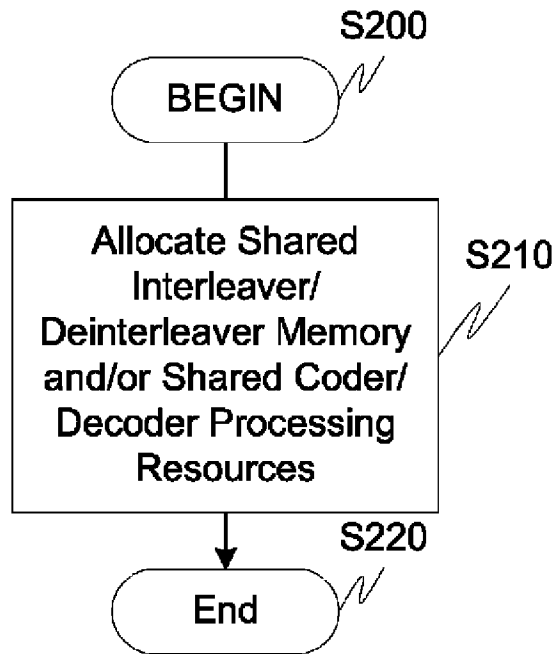 S200
BEGIN
Allocate Shared
Interleaver/
Deinterleaver Memory
and/or Shared Coder/
Decoder Processing
Resources
S210
S220
End